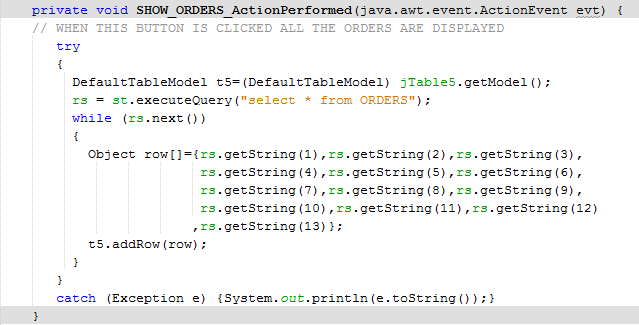 private void SHOW_ORDERS_ActionPerformed(java.awt.event.ActionEvent evt) {
// WHEN THIS BUTTON IS CLICKED ALL THE ORDERS ARE DISPLAYED
try
{
DefaultTableModel t5=(DefaultTableModel) jTable5.getModel();
rs = st.executeQuery("select * from ORDERS");
while (rs.next())
{
Object row[]={rs.getString(1),rs.getString(2),rs.getString(3),
rs.getString(4),rs.getString(5),rs.getString(6),
rs.getString(7),rs.getString(8),rs.getString(9),
rs.getString(10),rs.getString(11),rs.getString(12)
,rs.getString(13)};
t5.addRow(row);
}
}
catch (Exception e) {System.out.println(e.toString());}
}